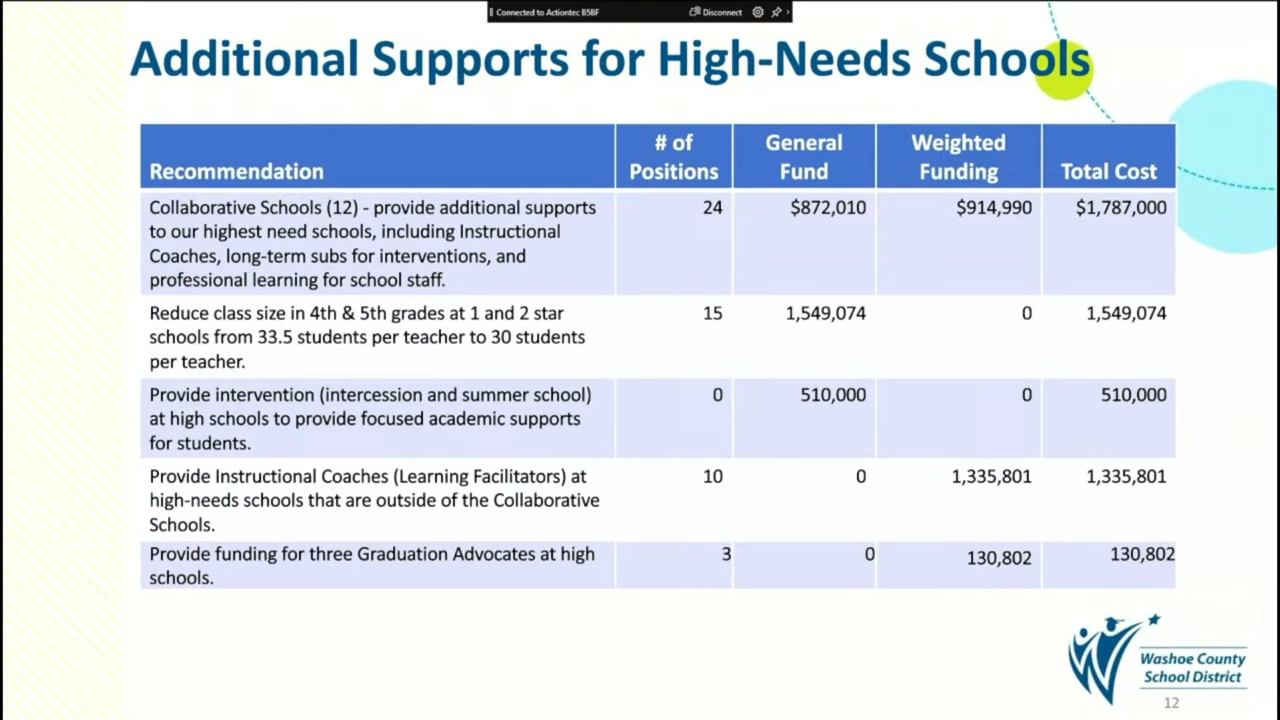 Connected to Actiontec B5BF Disconnect
Additional Supports for High-Needs Schools
Recommendation
# of
Positions
General
Fund
Weighted
Funding
Total Cost
Collaborative Schools (12) - provide additional supports
to our highest need schools, including Instructional
Coaches, long-term subs for interventions, and
professional learning for school staff.
24
$872,010
$914,990
$1,787,000
Reduce class size in 4th & 5th grades at 1 and 2 star
schools from 33.5 students per teacher to 30 students
per teacher.
15
1,549,074
0
1,549,074
Provide intervention (intercession and summer school)
at high schools to provide focused academic supports
for students.
0
510,000
0
510,000
Provide Instructional Coaches (Learning Facilitators) at
high-needs schools that are outside of the Collaborative
Schools.
10
0
1,335,801
1,335,801
Provide funding for three Graduation Advocates at high
schools.
3
0
130,802
130,802
Washoe County
School District
12